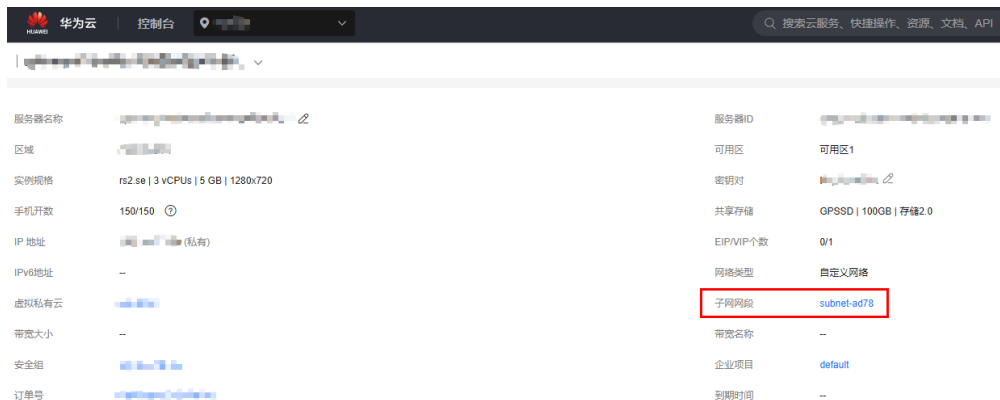 HUAWEI 华为云 控制台 搜索云服务、快捷操作、资源、文档、API
服务器名称 服务器ID
区域 可用区 可用区1
实例规格 rs2.se | 3 vCPUs | 5 GB | 1280x720 密钥对
手机开数 150/150 共享存储 GPSSD | 100GB | 存储2.0
IP 地址 (私有) EIP/VIP个数 0/1
IPv6地址 -- 网络类型 自定义网络
虚拟私有云 子网网段 subnet-ad78
带宽大小 -- 带宽名称 --
安全组 企业项目 default
订单号 到期时间 --